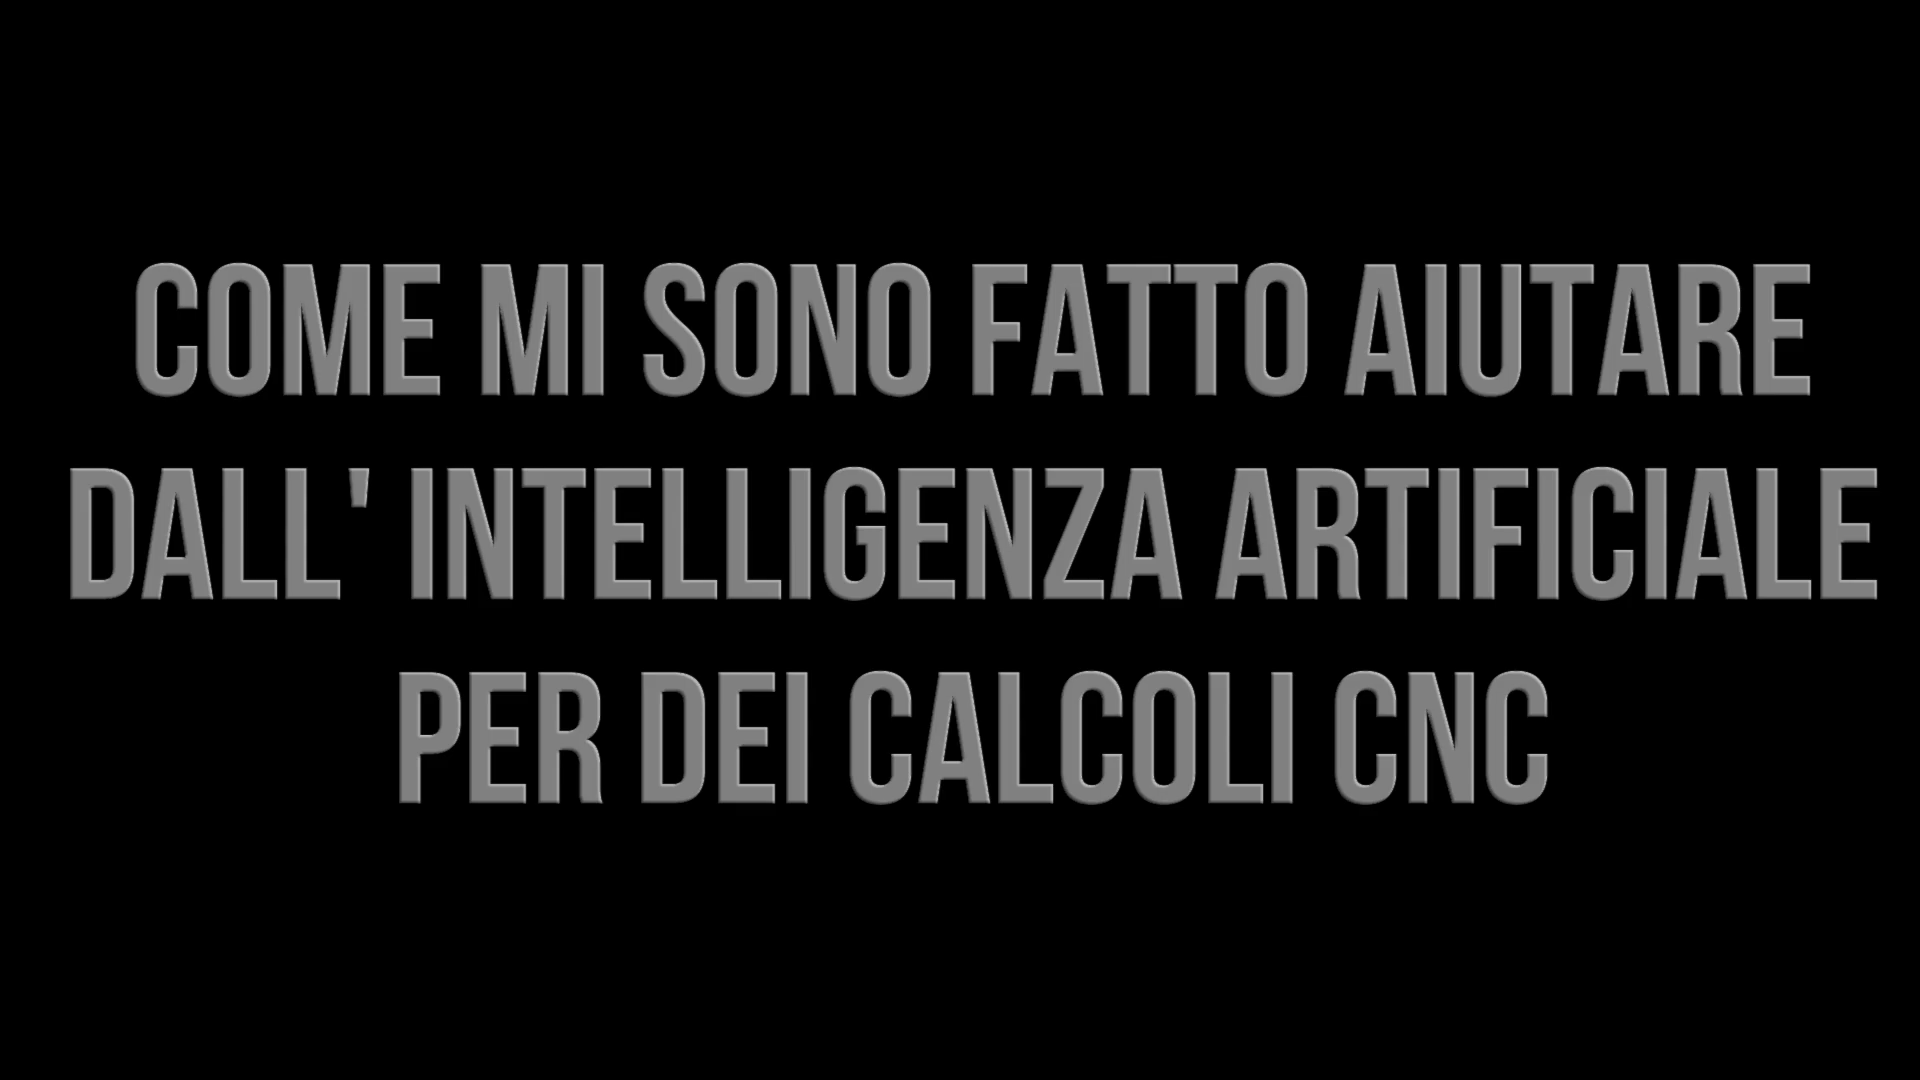 COME MI SONO FATTO AIUTARE
DALL' INTELLIGENZA ARTIFICIALE
PER DEI CALCOLI CNC